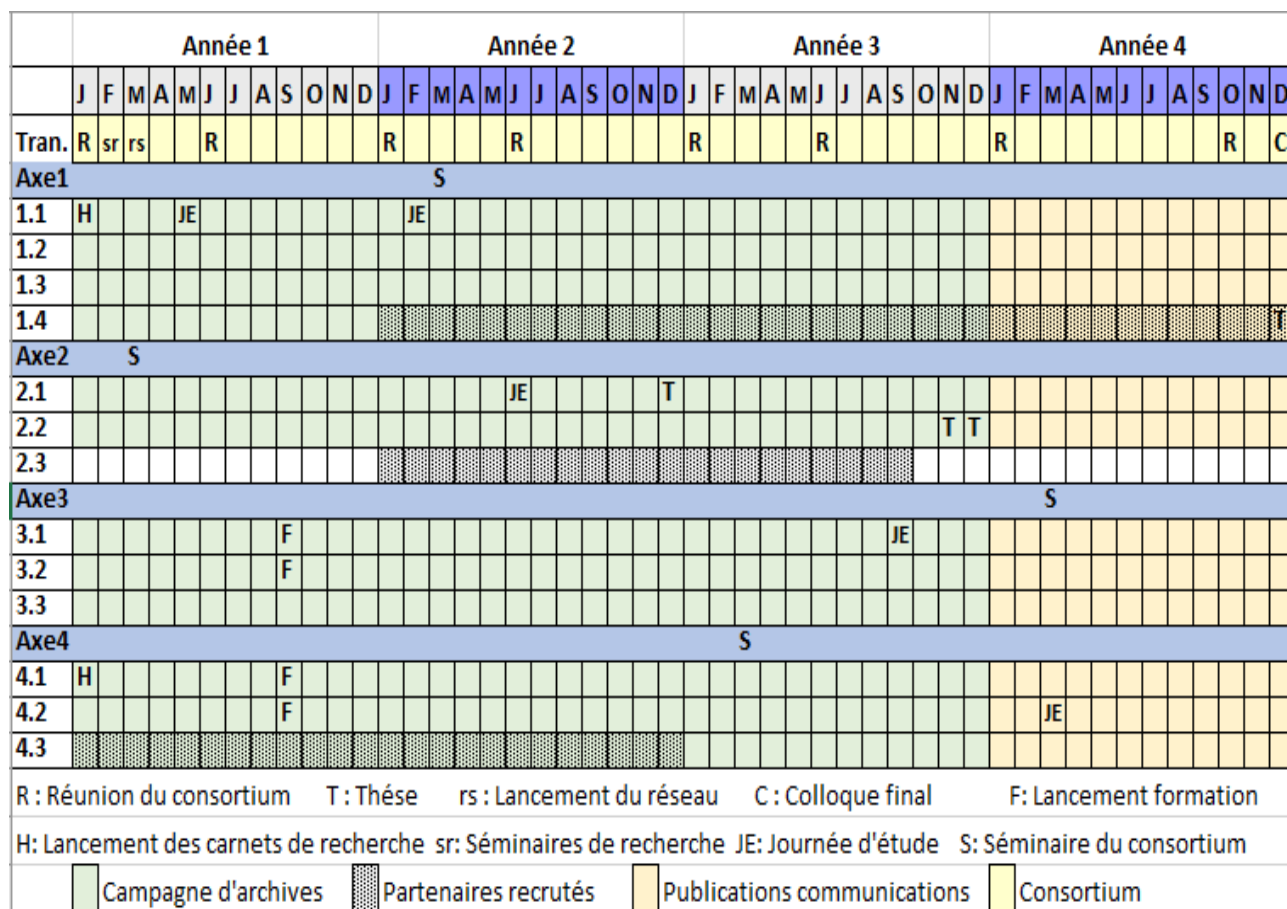 Année 1 Année 2 Année 3 Année 4
J F M A M J J A S O N D J F M A M J J A S O N D J F M A M J J A S O N D J F M A M J J A S O N D
Tran. R sr rs R R R R R R R C
Axe1 S
1.1 H JE JE
1.2
1.3
1.4 T
Axe2 S
2.1 JE T
2.2 T T
2.3
Axe3 S
3.1 F JE
3.2 F
3.3
Axe4 S
4.1 H F
4.2 F JE
4.3
R : Réunion du consortium T : Thése rs : Lancement du réseau C : Colloque final F: Lancement formation
H: Lancement des carnets de recherche sr: Séminaires de recherche JE: Journée d'étude S: Séminaire du consortium
Campagne d'archives Partenaires recrutés Publications communications Consortium